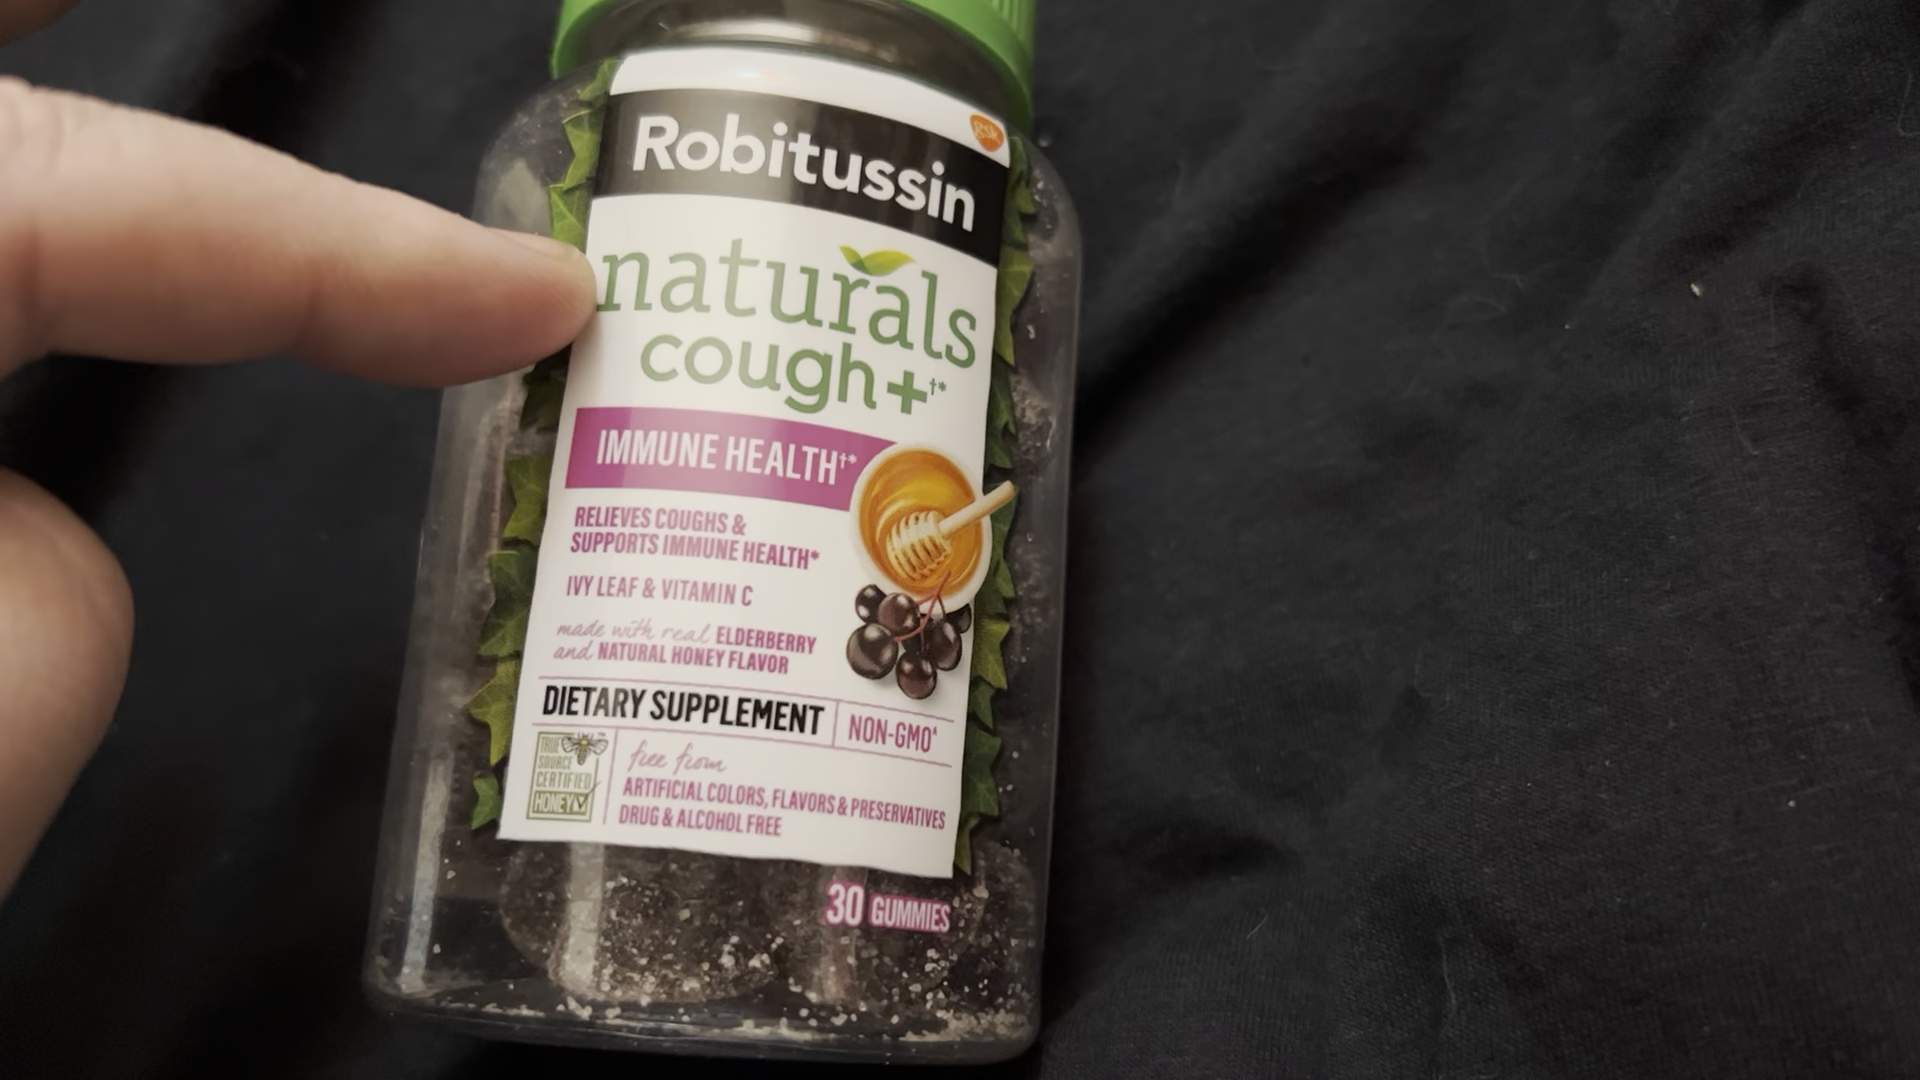 gsk
Robitussin
naturals
cough+†*
IMMUNE HEALTH†*
RELIEVES COUGHS &
SUPPORTS IMMUNE HEALTH*
IVY LEAF & VITAMIN C
made with real ELDERBERRY
and NATURAL HONEY FLAVOR
DIETARY SUPPLEMENT
NON-GMO^
TRUE
SOURCE
CERTIFIED
HONEY
free from
ARTIFICIAL COLORS, FLAVORS & PRESERVATIVES
DRUG & ALCOHOL FREE
30 GUMMIES